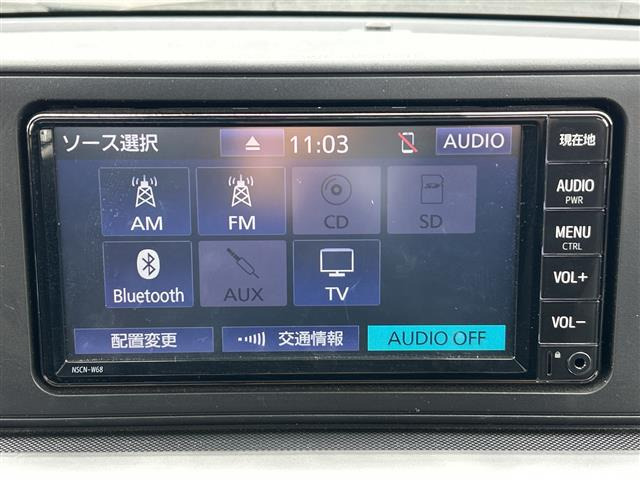 ソース選択 11:03 AUDIO
AM FM CD SD
Bluetooth AUX TV
配置変更 交通情報 AUDIO OFF
NSCN-W68
現在地
AUDIO
PWR
MENU
CTRL
VOL+
VOL−